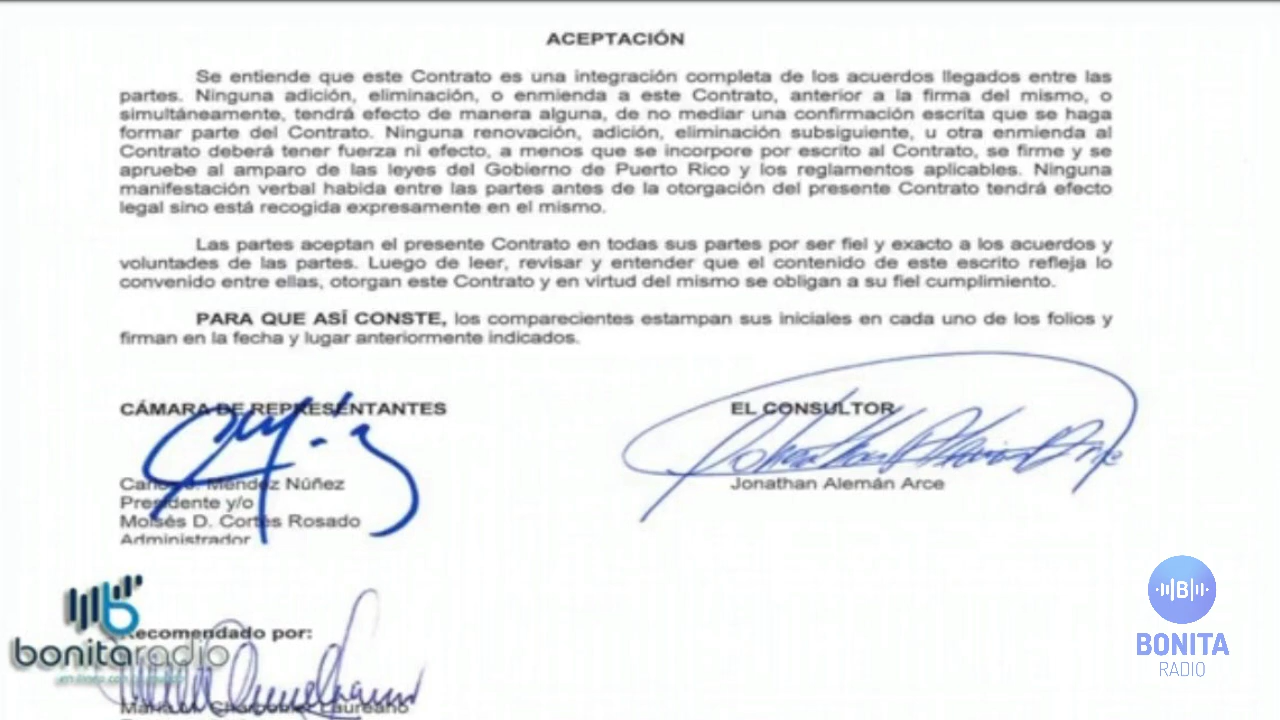 ACEPTACIÓN
Se entiende que este Contrato es una integración completa de los acuerdos llegados entre las
partes. Ninguna adición, eliminación, o enmienda a este Contrato, anterior a la firma del mismo, o
simultáneamente, tendrá efecto de manera alguna, de no mediar una confirmación escrita que se haga
formar parte del Contrato. Ninguna renovación, adición, eliminación subsiguiente, u otra enmienda al
Contrato deberá tener fuerza ni efecto, a menos que se incorpore por escrito al Contrato, se firme y se
apruebe al amparo de las leyes del Gobierno de Puerto Rico y los reglamentos aplicables. Ninguna
manifestación verbal habida entre las partes antes de la otorgación del presente Contrato tendrá efecto
legal sino está recogida expresamente en el mismo.
Las partes aceptan el presente Contrato en todas sus partes por ser fiel y exacto a los acuerdos y
voluntades de las partes. Luego de leer, revisar y entender que el contenido de este escrito refleja lo
convenido entre ellas, otorgan este Contrato y en virtud del mismo se obligan a su fiel cumplimiento.
PARA QUE ASÍ CONSTE, los comparecientes estampan sus iniciales en cada uno de los folios y
firman en la fecha y lugar anteriormente indicados.
CÁMARA DE REPRESENTANTES
Méndez Núñez
Presidente y/o
Moisés D. Cortés Rosado
Administrador
EL CONSULTOR
Jonathan Alemán Arce
Recomendado por:
bonitaradio
B
BONITA
RADIO